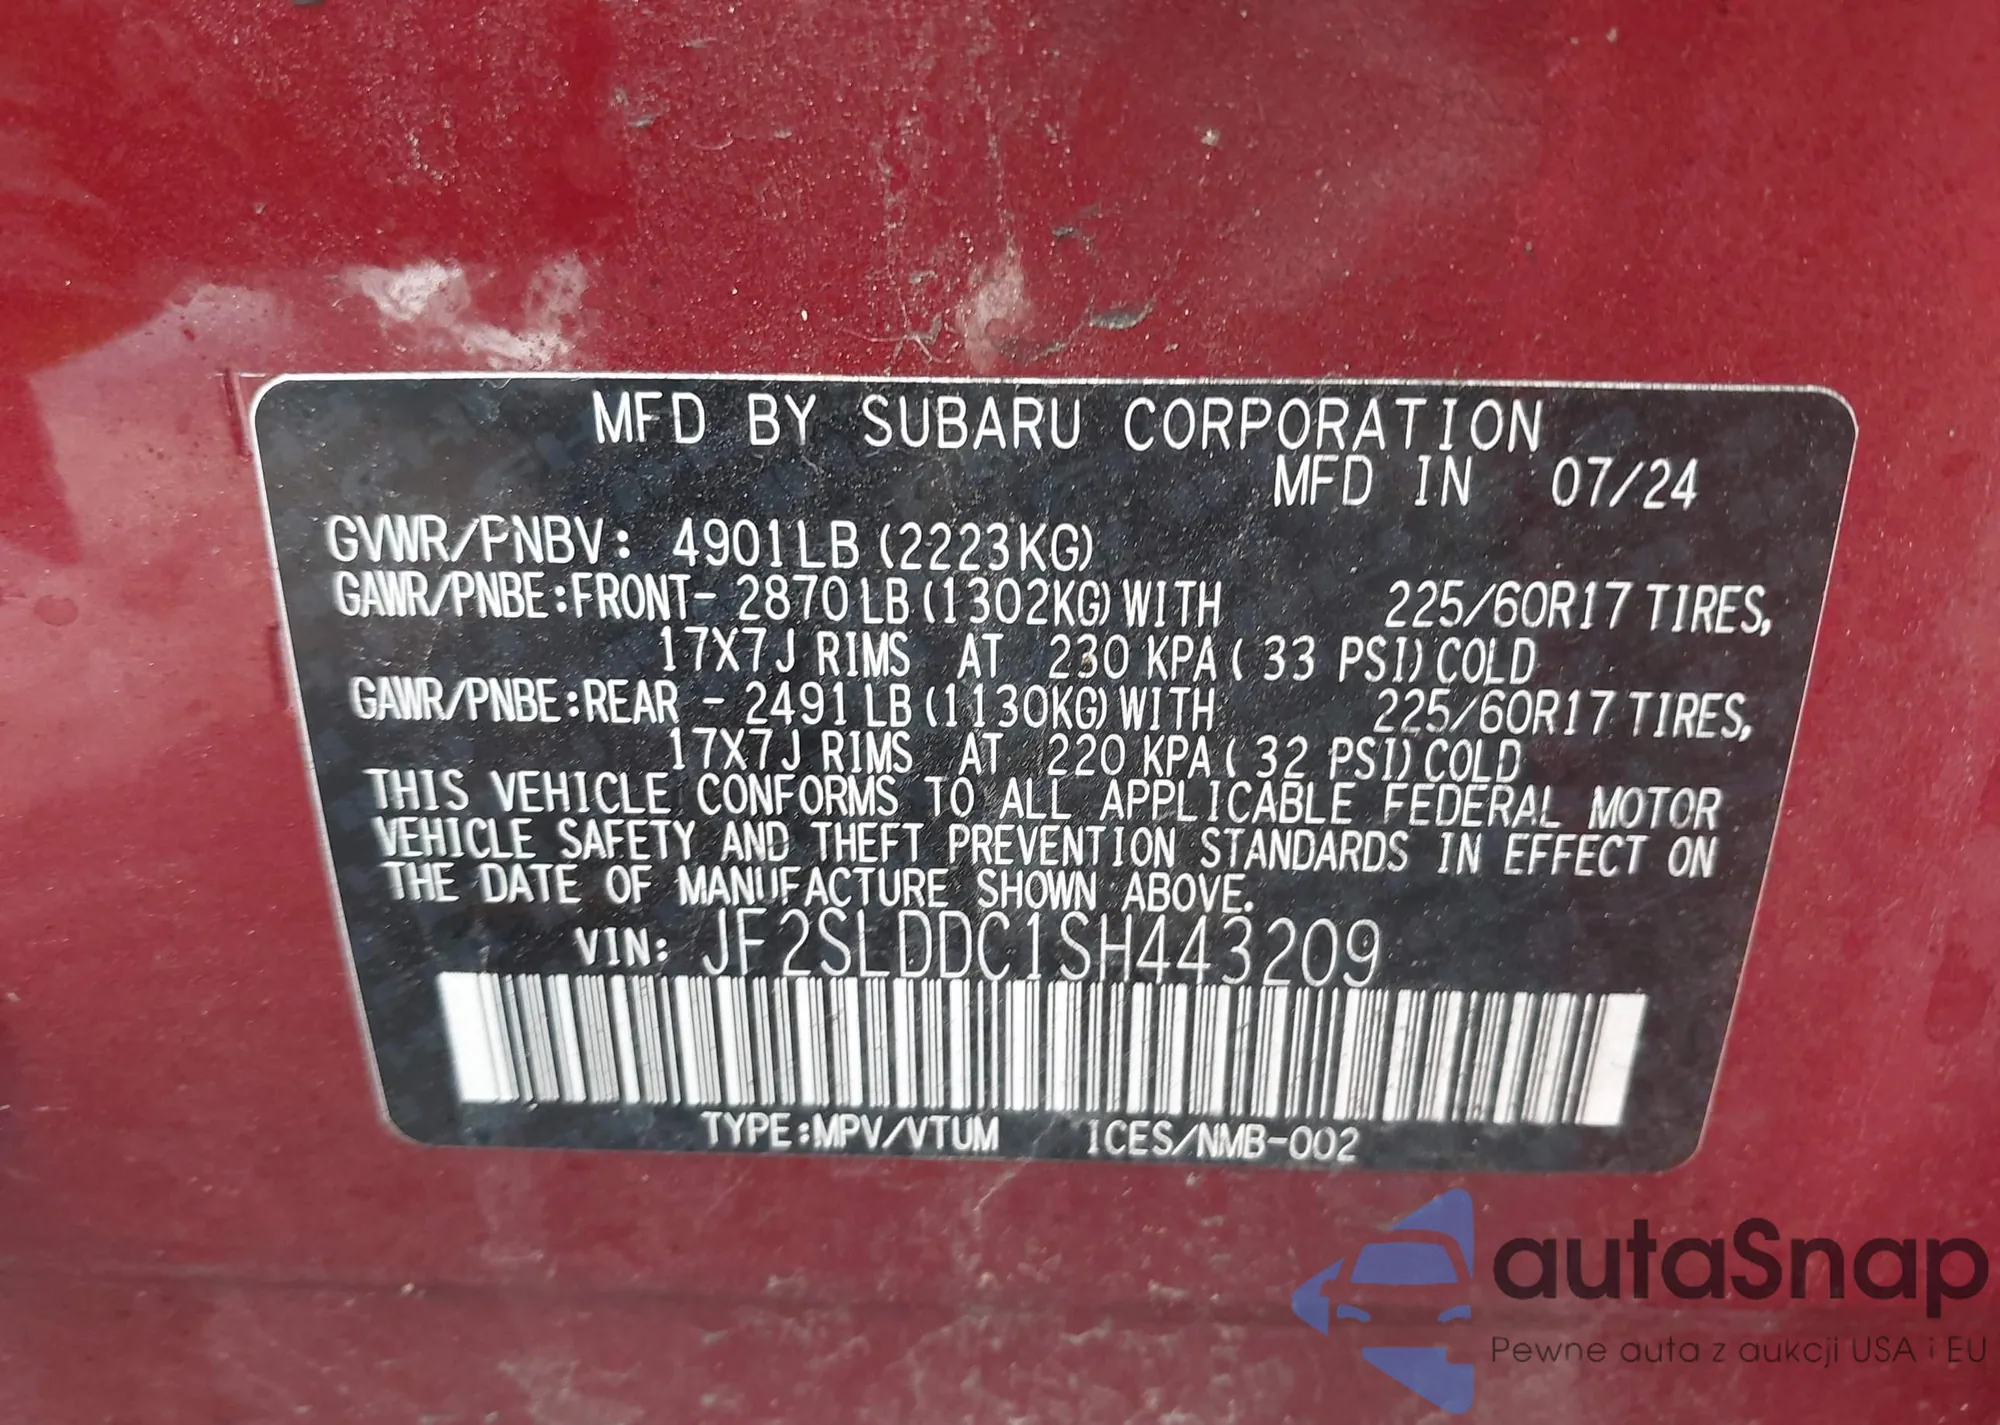 MFD BY SUBARU CORPORATION
MFD IN 07/24
GVWR/PNBV: 4901LB (2223KG)
GAWR/PNBE:FRONT- 2870LB (1302KG) WITH 225/60R17 TIRES,
17X7J RIMS AT 230 KPA ( 33 PSI) COLD
GAWR/PNBE:REAR - 2491LB (1130KG) WITH 225/60R17 TIRES,
17X7J RIMS AT 220 KPA ( 32 PSI) COLD
THIS VEHICLE CONFORMS TO ALL APPLICABLE FEDERAL MOTOR
VEHICLE SAFETY AND THEFT PREVENTION STANDARDS IN EFFECT ON
THE DATE OF MANUFACTURE SHOWN ABOVE.
VIN: JF2SLDDC1SH443209
TYPE:MPV/VTUM ICES/NMB-002
autaSnap
Pewne auta z aukcji USA i EU